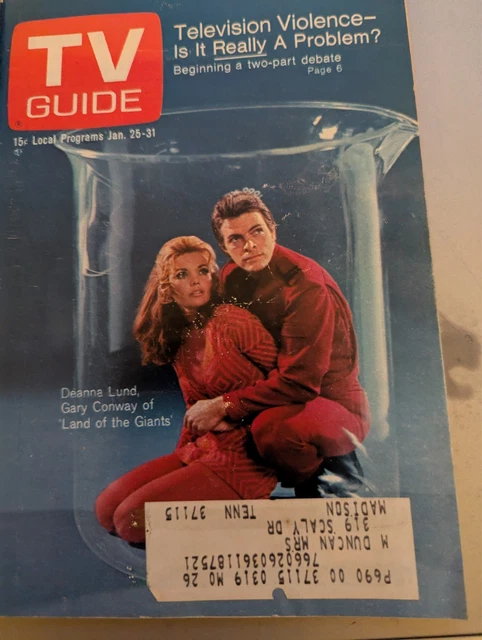 TV
GUIDE
15¢ Local Programs Jan. 25-31
Television Violence–
Is It Really A Problem?
Beginning a two-part debate
Page 6
Deanna Lund,
Gary Conway of
'Land of the Giants'
P690 00 37115 0319 MO 26
7660260361187521
M DUNCAN MRS
319 SCALY DR
MADISON TENN 37115